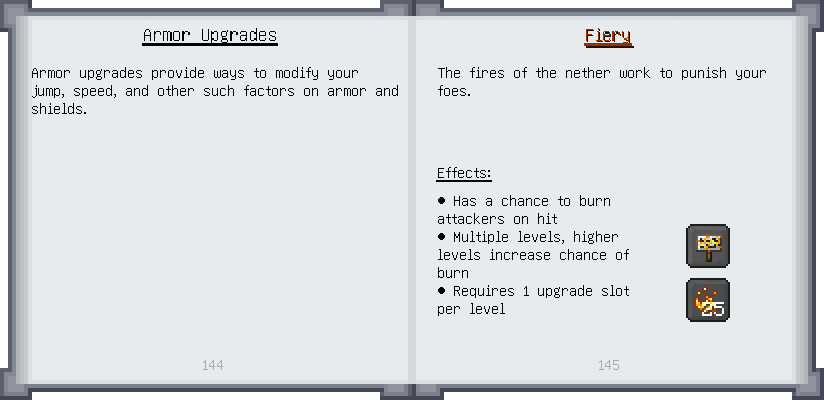 Armor Upgrades
Armor upgrades provide ways to modify your
jump, speed, and other such factors on armor and
shields.
144
Fiery
The fires of the nether work to punish your
foes.
Effects:
• Has a chance to burn
attackers on hit
• Multiple levels, higher
levels increase chance of
burn
• Requires 1 upgrade slot
per level
25
145